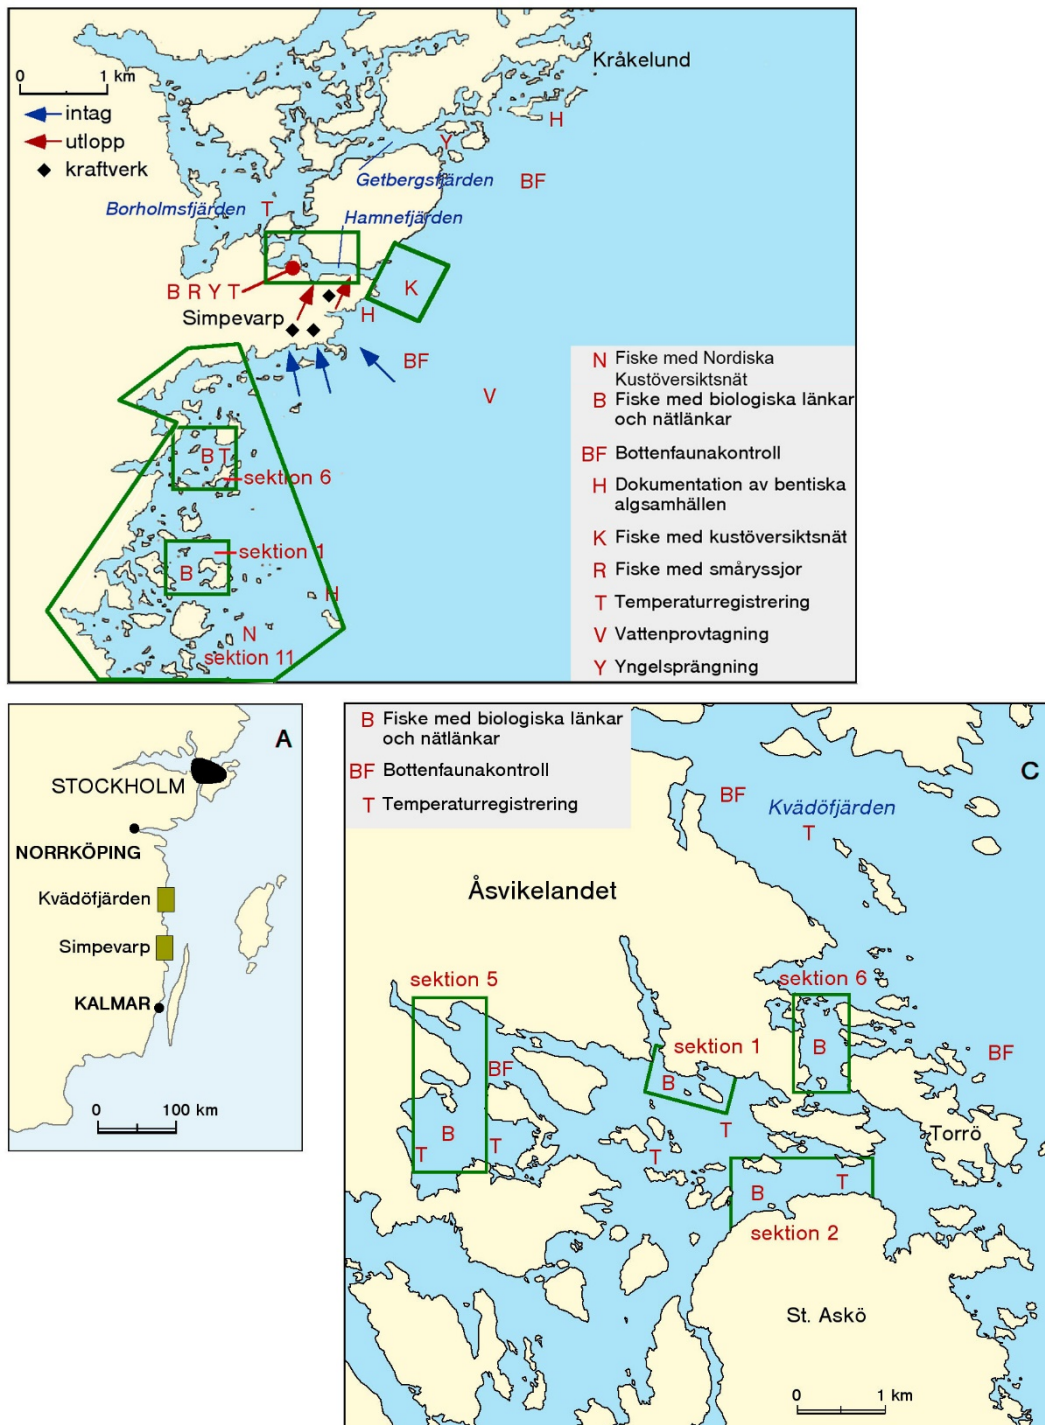 Kråkelund
0 1 km
intag
utlopp
kraftverk
H
Y
Getbergsfjärden
BF
Borholmsfjärden
T
Hamnefjärden
B R Y T
K
Simpevarp
H
BF
V
B T
sektion 6
sektion 1
B
H
N
sektion 11
N Fiske med Nordiska
Kustöversiktsnät
B Fiske med biologiska länkar
och nätlänkar
BF Bottenfaunakontroll
H Dokumentation av bentiska
algsamhällen
K Fiske med kustöversiktsnät
R Fiske med småryssjor
T Temperaturregistrering
V Vattenprovtagning
Y Yngelsprängning
A
STOCKHOLM
NORRKÖPING
Kvädöfjärden
Simpevarp
KALMAR
0 100 km
B Fiske med biologiska länkar
och nätlänkar
BF Bottenfaunakontroll
T Temperaturregistrering
C
BF
Kvädöfjärden
T
Åsvikelandet
sektion 5
sektion 6
sektion 1
B
BF
BF
B
B
T
T
T
T
Torrö
B
T
sektion 2
St. Askö
0 1 km